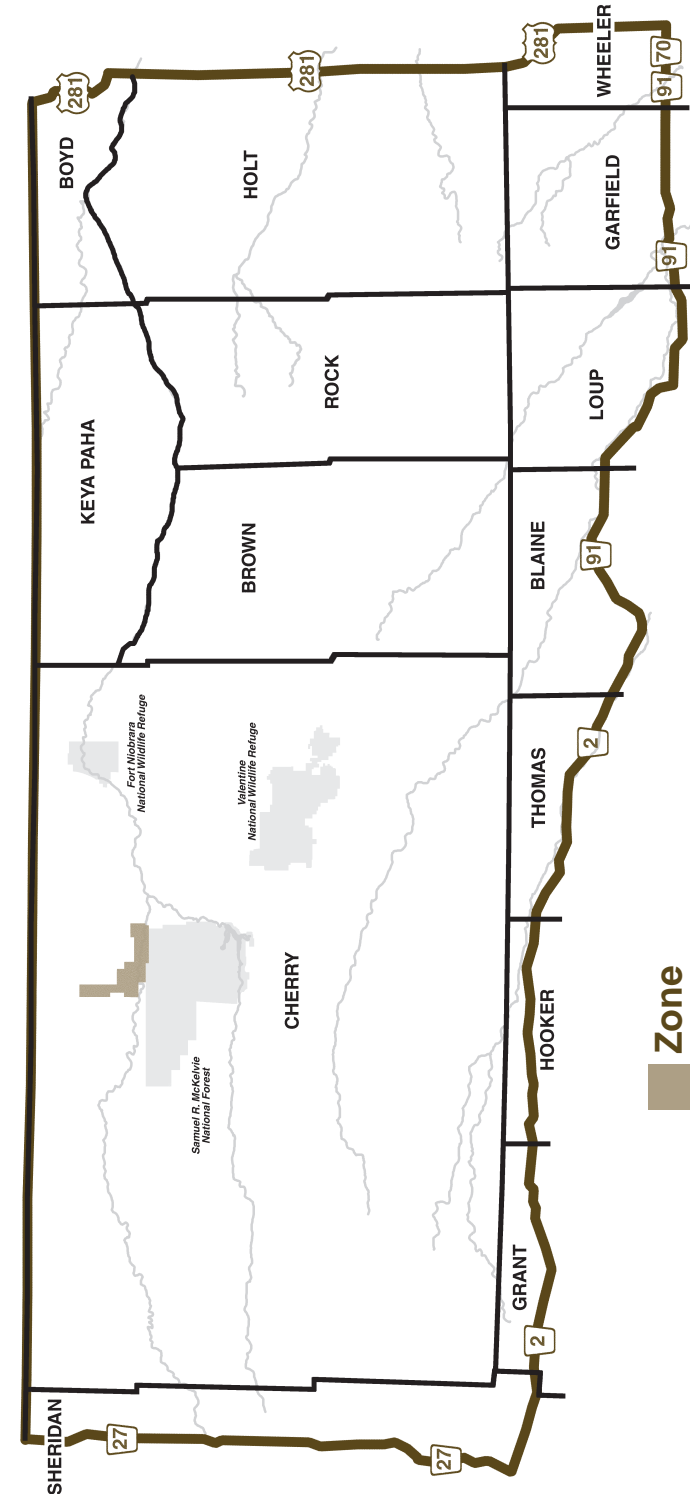 SHERIDAN
BOYD
281
KEYA PAHA
27
Fort Niobrara
National Wildlife Refuge
Samuel R. McKelvie
National Forest
Valentine
National Wildlife Refuge
BROWN
HOLT
CHERRY
281
ROCK
27
GRANT
2
HOOKER
THOMAS
BLAINE
281
2
91
LOUP
GARFIELD
WHEELER
91
91
70
Zone